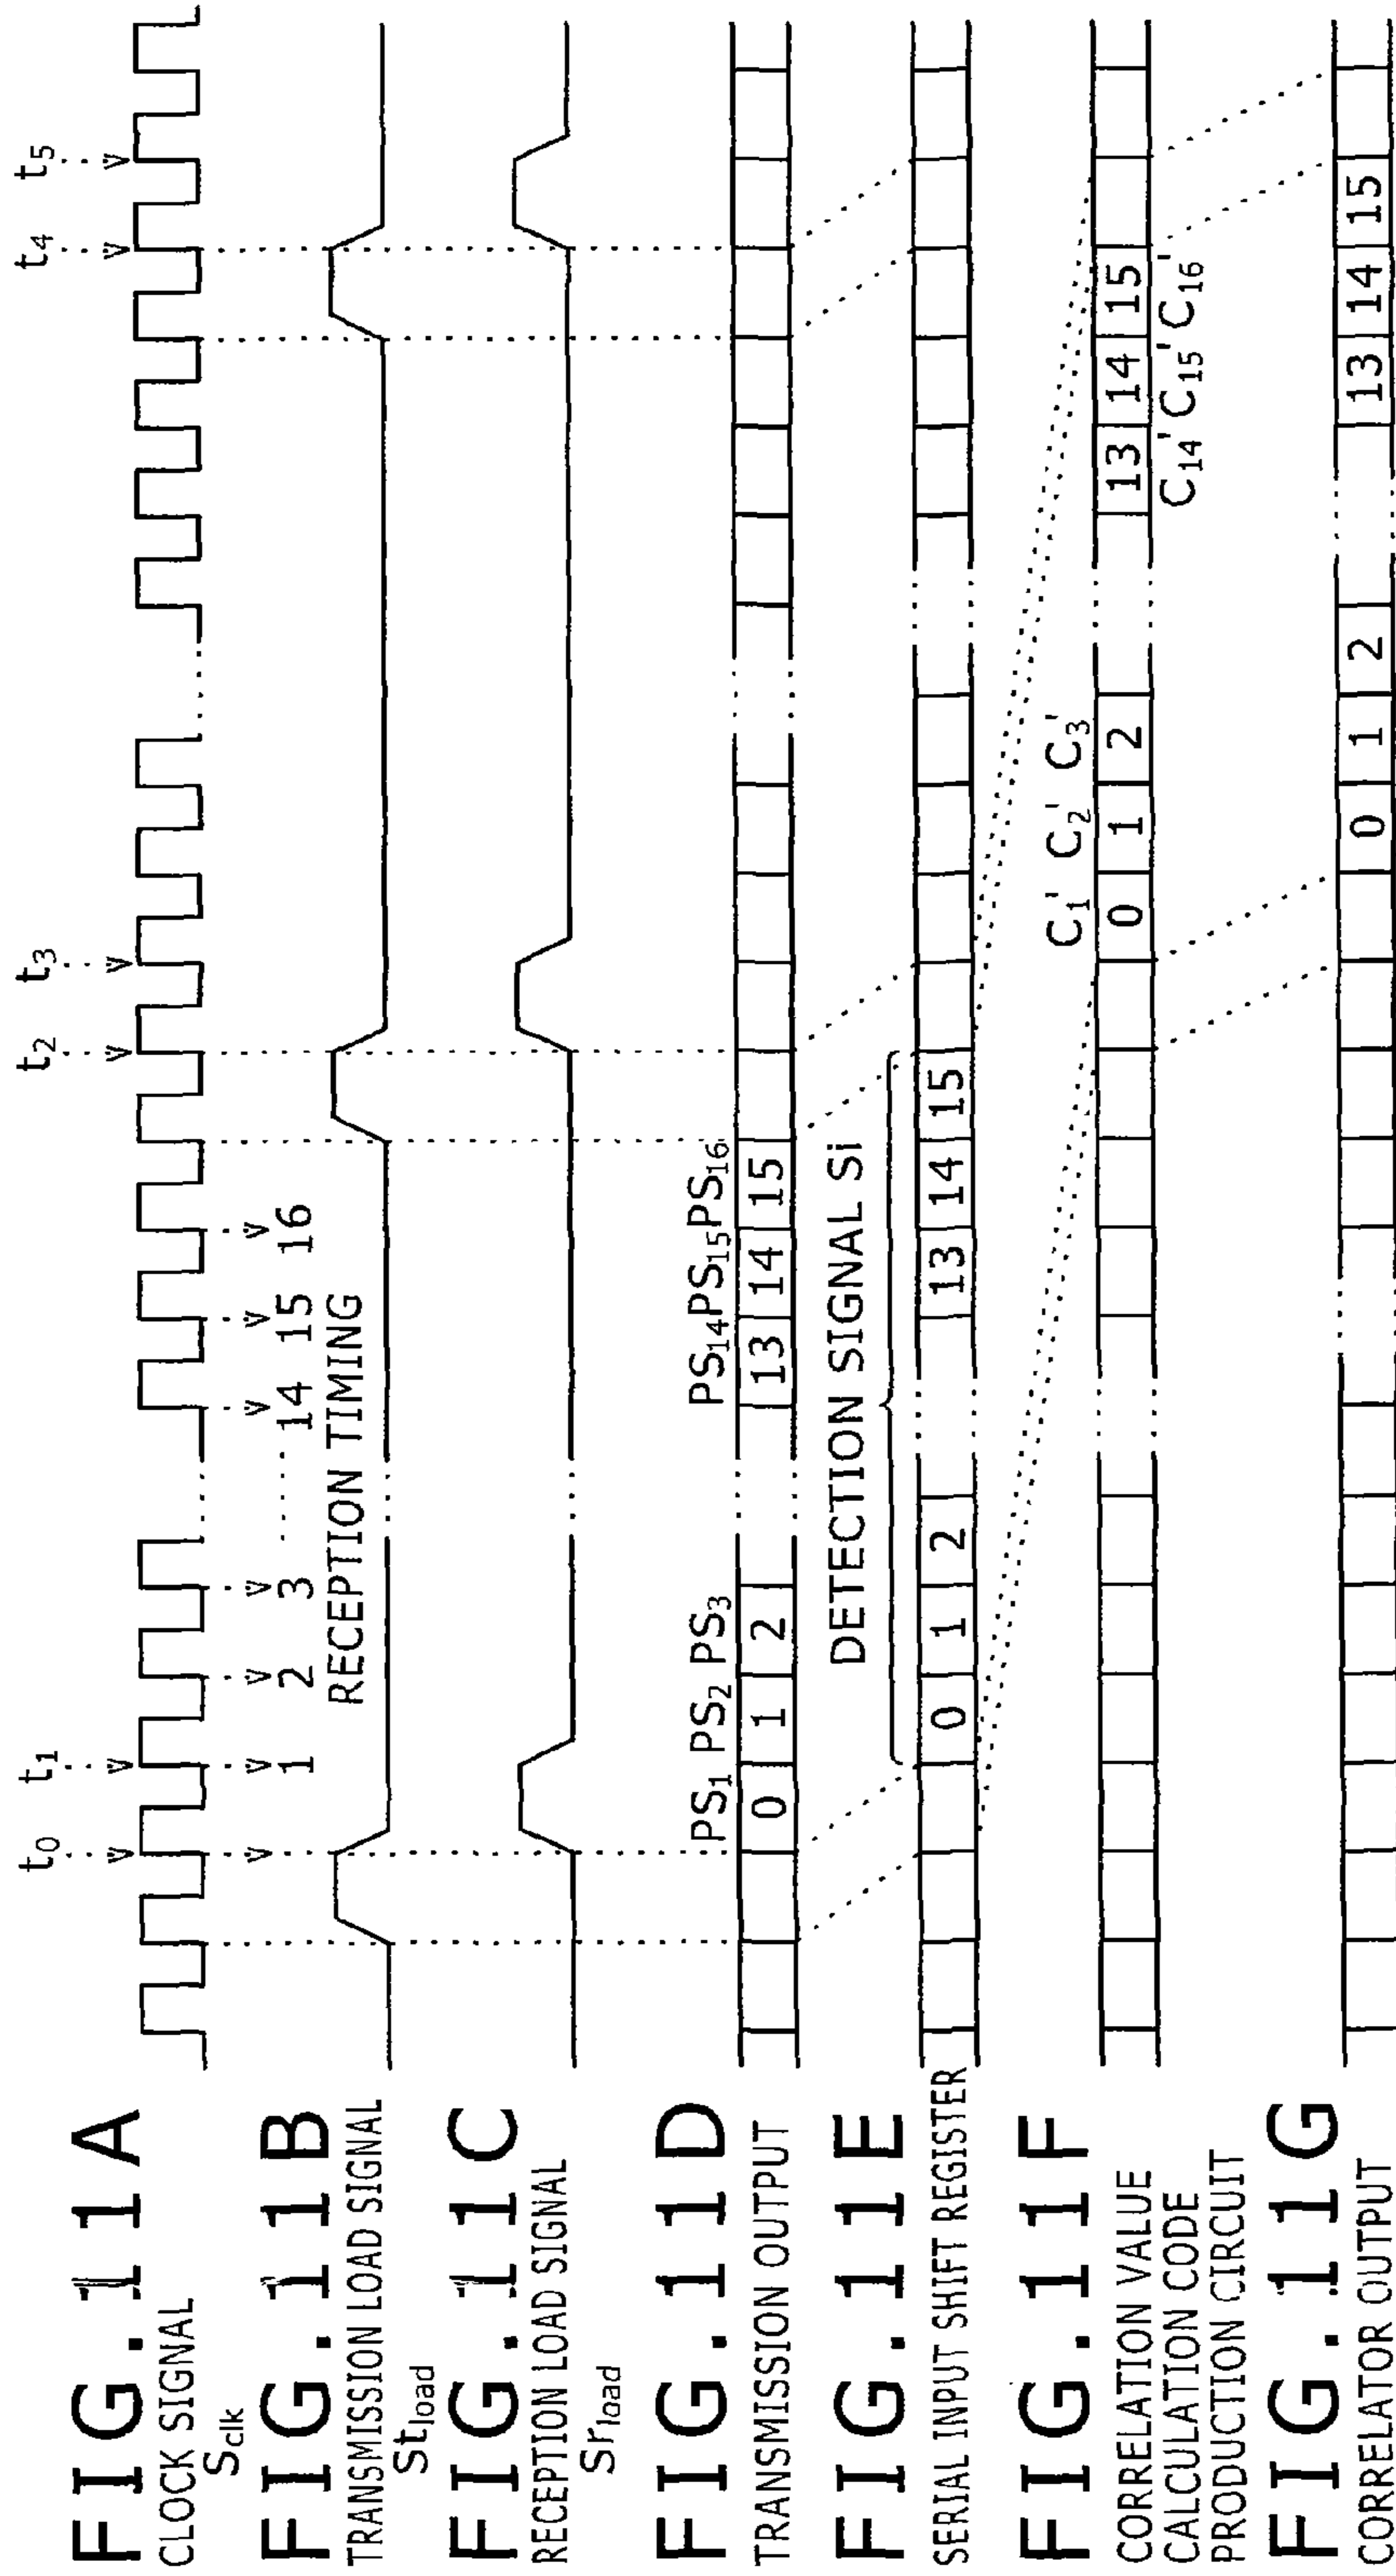 FIG.11A
CLOCK SIGNAL
Sclk
t0 t1 t2 t3 t4 t5
1 2 3 ..... 14 15 16
RECEPTION TIMING
FIG.11B
TRANSMISSION LOAD SIGNAL
Stload
FIG.11C
RECEPTION LOAD SIGNAL
Srload
FIG.11D
TRANSMISSION OUTPUT
PS1 PS2 PS3 PS14 PS15 PS16
0 1 2 13 14 15
FIG.11E
SERIAL INPUT SHIFT REGISTER
DETECTION SIGNAL Si
0 1 2 13 14 15
FIG.11F
CORRELATION VALUE
CALCULATION CODE
PRODUCTION CIRCUIT
C1' C2' C3'
0 1 2 13 14 15
C14' C15' C16'
FIG.11G
CORRELATOR OUTPUT
0 1 2 13 14 15